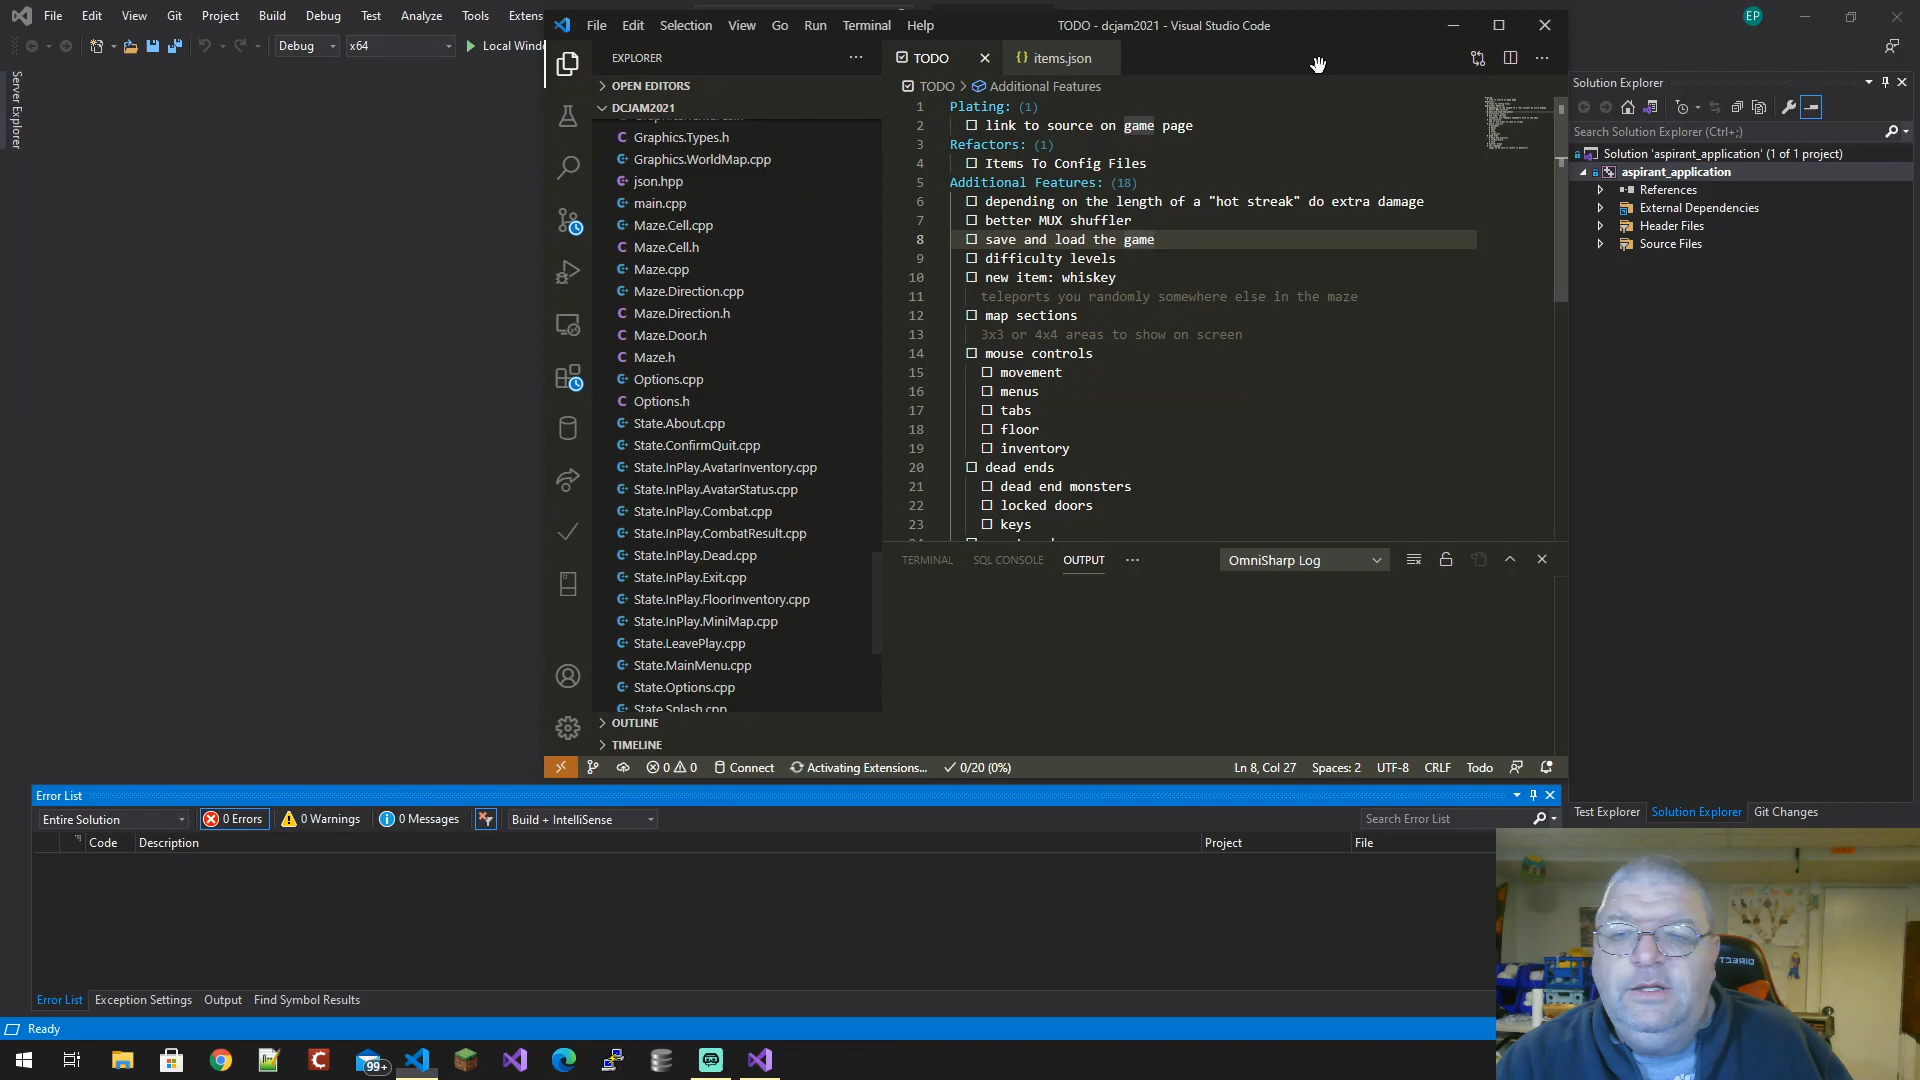 File Edit View Git Project Build Debug Test Analyze Tools Extens
Debug x64 Local Wind
Server Explorer
File Edit Selection View Go Run Terminal Help
TODO - dcjam2021 - Visual Studio Code
EP
EXPLORER
OPEN EDITORS
DCJAM2021
Graphics.Types.h
Graphics.WorldMap.cpp
json.hpp
main.cpp
Maze.Cell.cpp
Maze.Cell.h
Maze.cpp
Maze.Direction.cpp
Maze.Direction.h
Maze.Door.h
Maze.h
Options.cpp
Options.h
State.About.cpp
State.ConfirmQuit.cpp
State.InPlay.AvatarInventory.cpp
State.InPlay.AvatarStatus.cpp
State.InPlay.Combat.cpp
State.InPlay.CombatResult.cpp
State.InPlay.Dead.cpp
State.InPlay.Exit.cpp
State.InPlay.FloorInventory.cpp
State.InPlay.MiniMap.cpp
State.LeavePlay.cpp
State.MainMenu.cpp
State.Options.cpp
State.Splash.cpp
OUTLINE
TIMELINE
TODO items.json
TODO > Additional Features
1 Plating: (1)
2 link to source on game page
3 Refactors: (1)
4 Items To Config Files
5 Additional Features: (18)
6 depending on the length of a "hot streak" do extra damage
7 better MUX shuffler
8 save and load the game
9 difficulty levels
10 new item: whiskey
11 teleports you randomly somewhere else in the maze
12 map sections
13 3x3 or 4x4 areas to show on screen
14 mouse controls
15 movement
16 menus
17 tabs
18 floor
19 inventory
20 dead ends
21 dead end monsters
22 locked doors
23 keys
TERMINAL SQL CONSOLE OUTPUT
OmniSharp Log
0 0 Connect Activating Extensions... 0/20 (0%)
Ln 8, Col 27 Spaces: 2 UTF-8 CRLF Todo
Solution Explorer
Search Solution Explorer (Ctrl+;)
Solution 'aspirant_application' (1 of 1 project)
aspirant_application
References
External Dependencies
Header Files
Source Files
Test Explorer Solution Explorer Git Changes
Error List
Entire Solution 0 Errors 0 Warnings 0 Messages Build + IntelliSense
Search Error List
Code Description Project File
Error List Exception Settings Output Find Symbol Results
Ready
99+
DIRECT